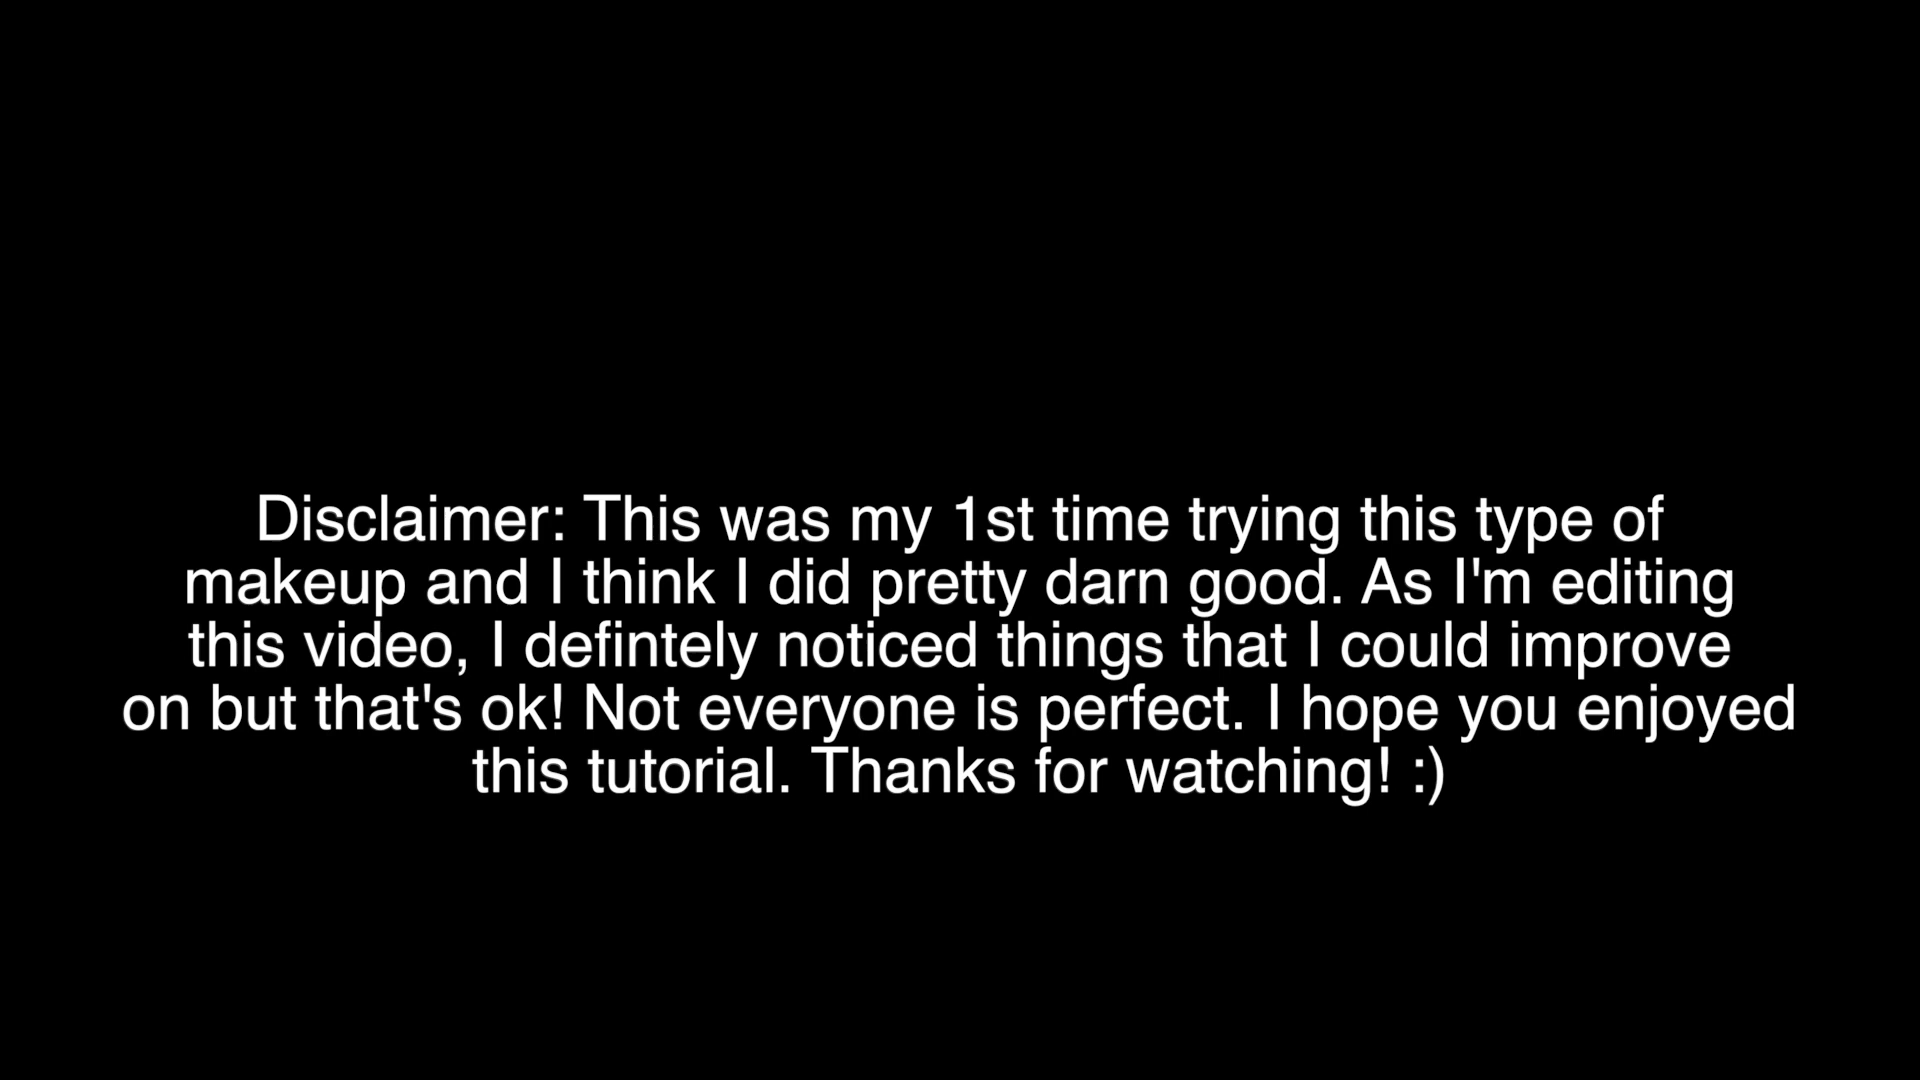 Disclaimer: This was my 1st time trying this type of
makeup and I think I did pretty darn good. As I'm editing
this video, I defintely noticed things that I could improve
on but that's ok! Not everyone is perfect. I hope you enjoyed
this tutorial. Thanks for watching! :)